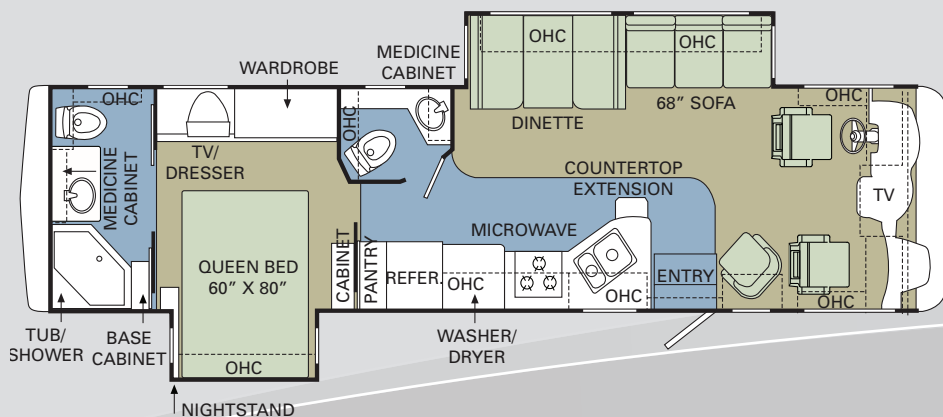 WARDROBE
MEDICINE
CABINET
OHC
OHC
68” SOFA
DINETTE
OHC
OHC
OHC
TV/
DRESSER
MEDICINE
CABINET
COUNTERTOP
EXTENSION
TV
MICROWAVE
QUEEN BED
60” X 80”
CABINET
PANTRY
REFER.
OHC
OHC
ENTRY
OHC
TUB/
SHOWER
BASE
CABINET
OHC
WASHER/
DRYER
NIGHTSTAND